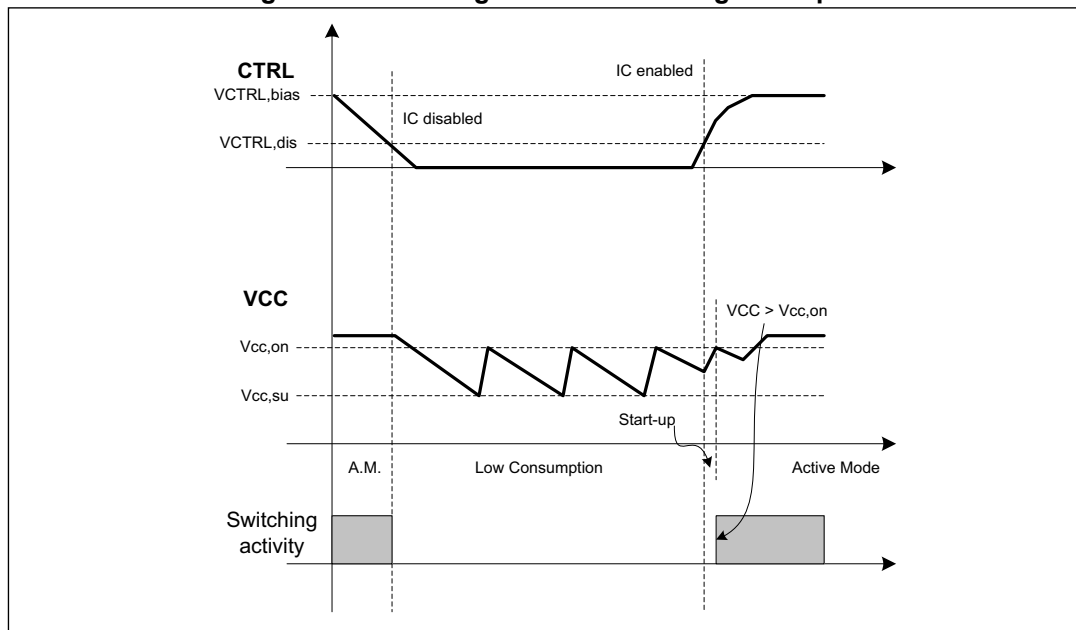 CTRL
IC enabled
VCTRL,bias
IC disabled
VCTRL,dis
VCC
VCC > Vcc,on
Vcc,on
Vcc,su
Start-up
A.M.
Low Consumption
Active Mode
Switching
activity